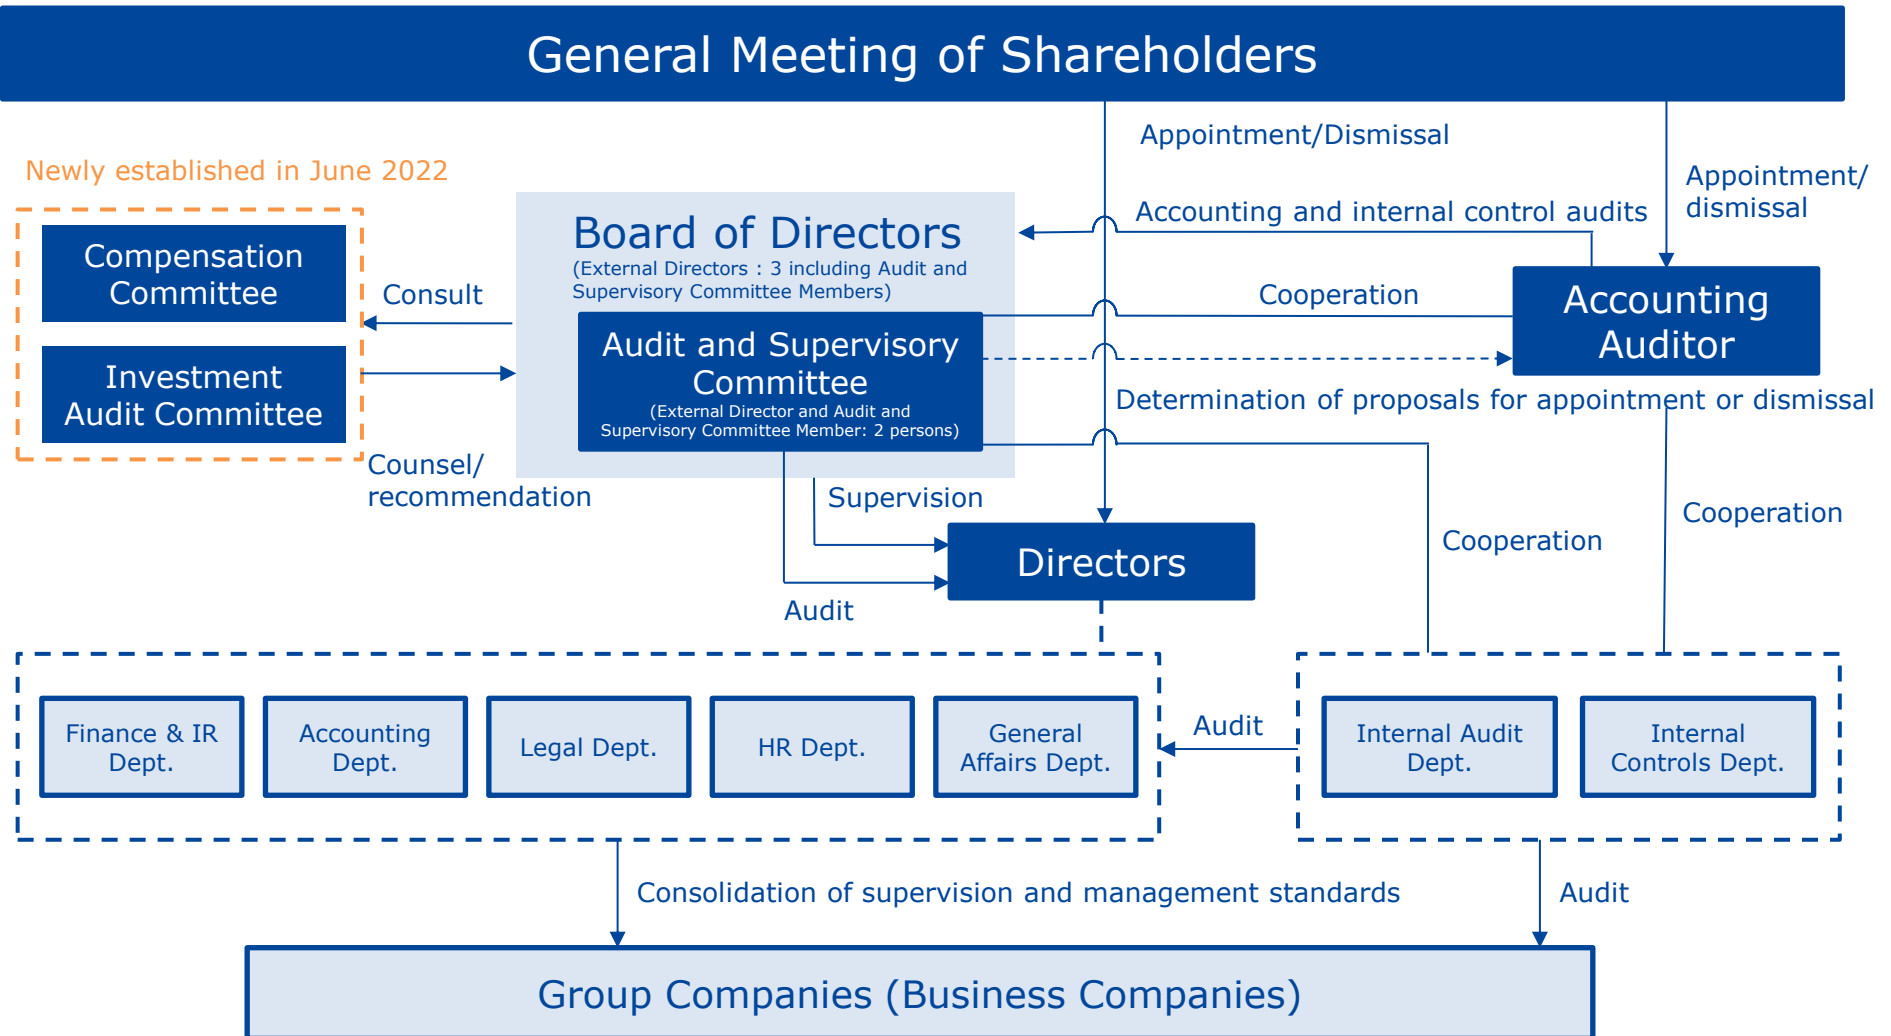 General Meeting of Shareholders
Appointment/Dismissal
Appointment/
dismissal
Newly established in June 2022
Compensation
Committee
Investment
Audit Committee
Consult
Counsel/
recommendation
Board of Directors
(External Directors : 3 including Audit and
Supervisory Committee Members)
Audit and Supervisory
Committee
(External Director and Audit and
Supervisory Committee Member: 2 persons)
Accounting and internal control audits
Cooperation
Accounting
Auditor
Determination of proposals for appointment or dismissal
Supervision
Audit
Directors
Cooperation
Cooperation
Finance & IR
Dept.
Accounting
Dept.
Legal Dept.
HR Dept.
General
Affairs Dept.
Audit
Internal Audit
Dept.
Internal
Controls Dept.
Consolidation of supervision and management standards
Audit
Group Companies (Business Companies)